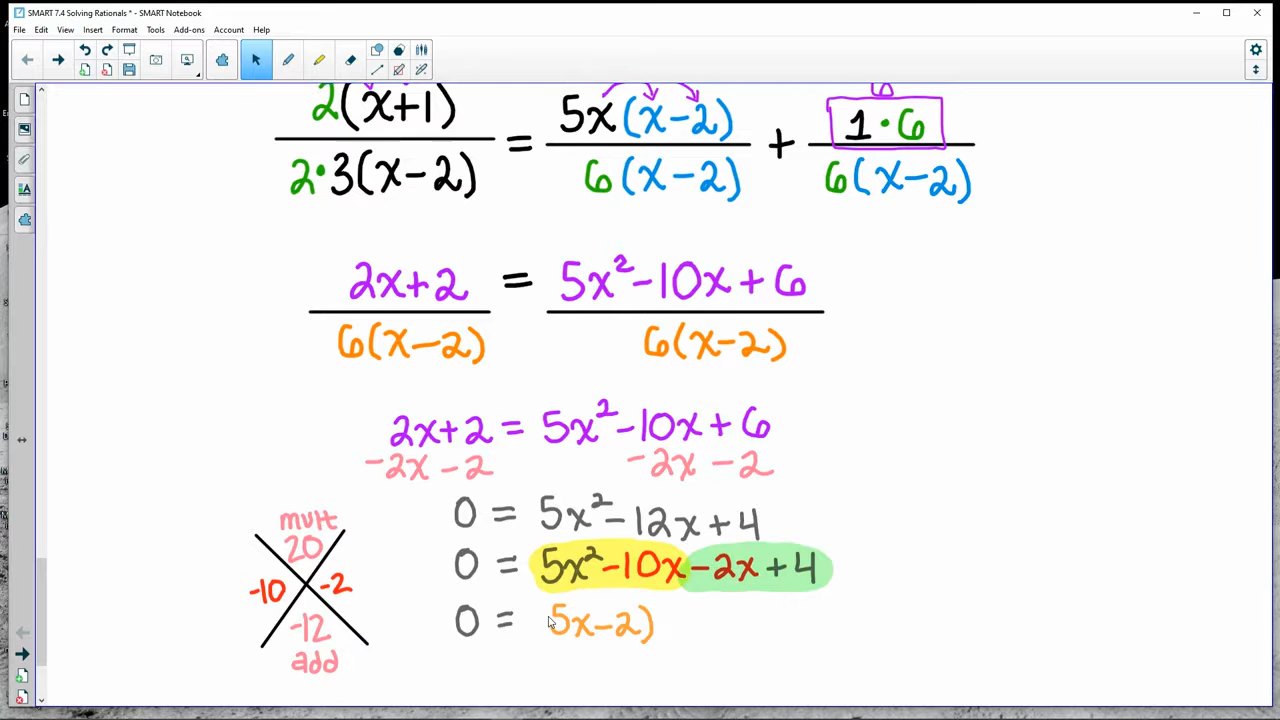 SMART 7.4 Solving Rationals * - SMART Notebook
File Edit View Insert Format Tools Add-ons Account Help
2(x+1) / 2•3(x-2) = 5x(x-2) / 6(x-2) + 1•6 / 6(x-2)
2x+2 / 6(x-2) = 5x²-10x+6 / 6(x-2)
2x+2 = 5x²-10x+6
-2x-2 -2x-2
0 = 5x²-12x+4
0 = 5x²-10x-2x+4
0 = 5x-2)
mult
20
-10 -2
-12
add